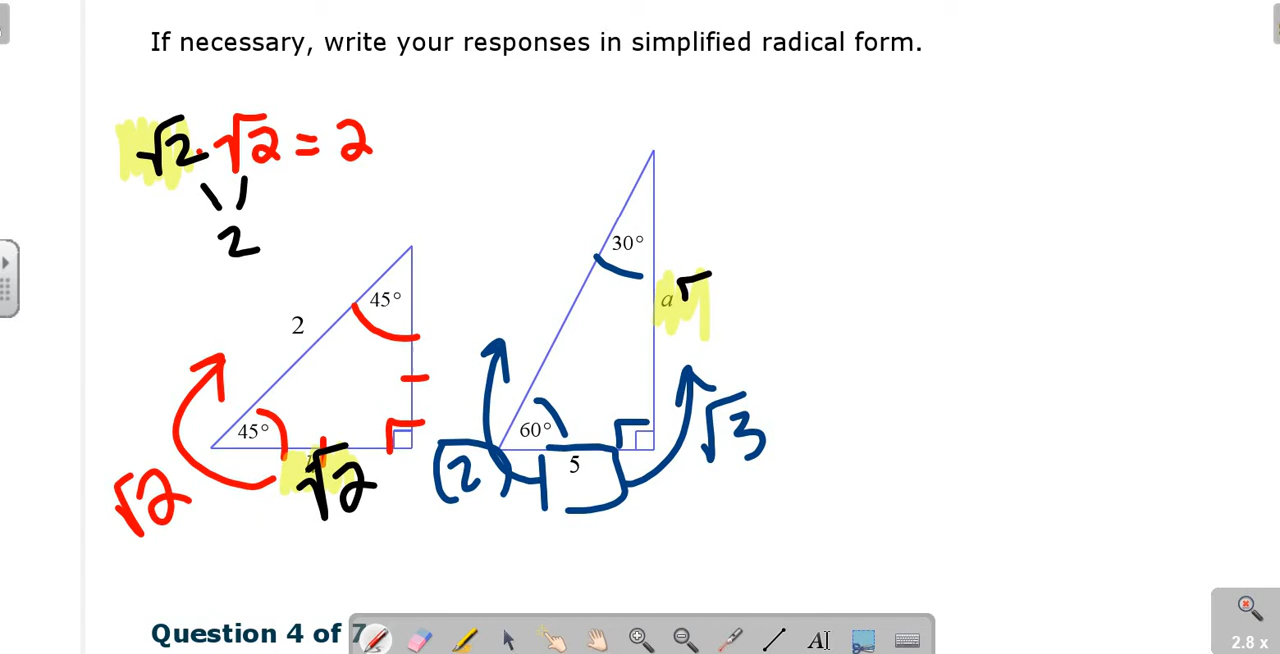 If necessary, write your responses in simplified radical form.
√2 · √2 = 2
2
30°
45°
a
2
45°
60°
√2
√2
2
5
√3
Question 4 of 7
A
2.8 x